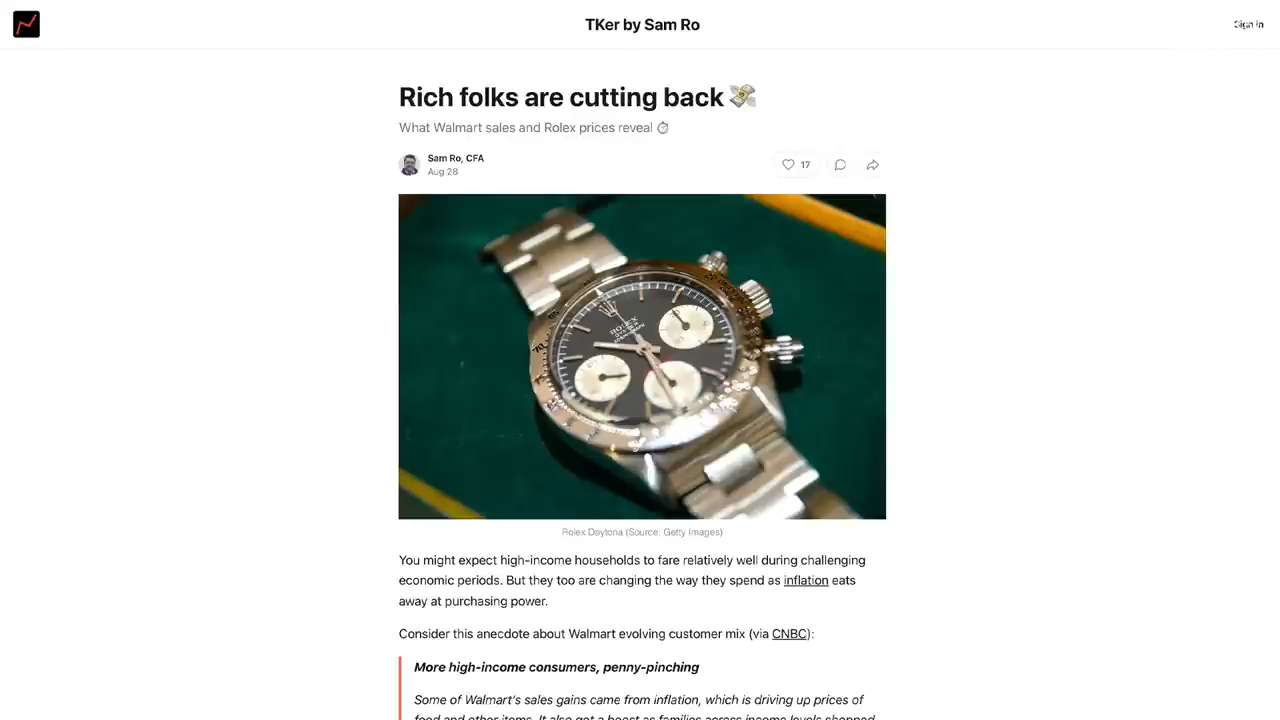 TKer by Sam Ro
Sign in
Rich folks are cutting back 💸
What Walmart sales and Rolex prices reveal ⏱
Sam Ro, CFA
Aug 28
17
ROLEX
OYSTER
COSMOGRAPH
Rolex Daytona (Source: Getty Images)
You might expect high-income households to fare relatively well during challenging
economic periods. But they too are changing the way they spend as inflation eats
away at purchasing power.
Consider this anecdote about Walmart evolving customer mix (via CNBC):
More high-income consumers, penny-pinching
Some of Walmart's sales gains came from inflation, which is driving up prices of
food and other items. It also got a boost as families across income levels shopped